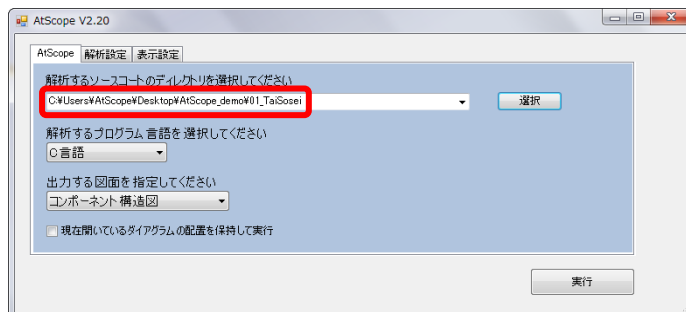 AtScope V2.20
AtScope 解析設定 表示設定
解析するソースコートのディレクトリを選択してください
C:¥Users¥AtScope¥Desktop¥AtScope_demo¥01_TaiSosei
選択
解析するプログラム言語を選択してください
C言語
出力する図面を指定してください
コンポーネント構造図
現在開いているダイアグラムの配置を保持して実行
実行